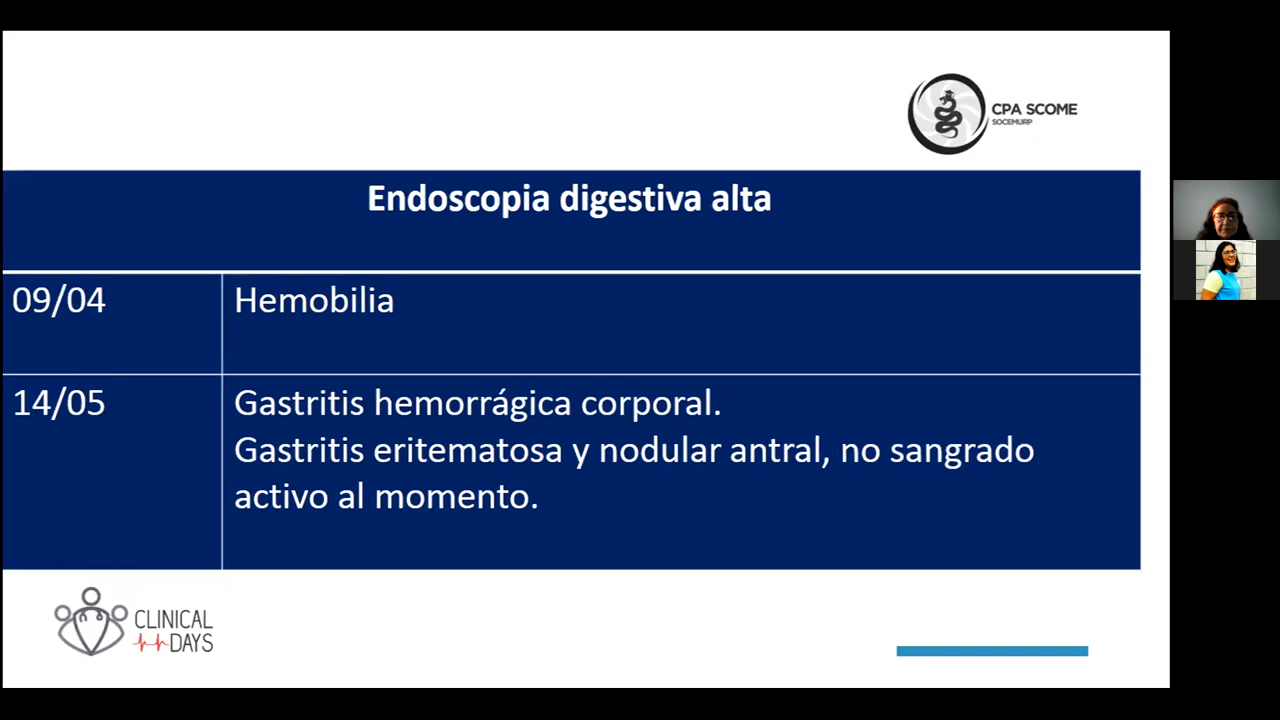 CPA SCOME
SOCEMURP
Endoscopia digestiva alta
09/04
Hemobilia
14/05
Gastritis hemorrágica corporal.
Gastritis eritematosa y nodular antral, no sangrado
activo al momento.
CLINICAL
DAYS